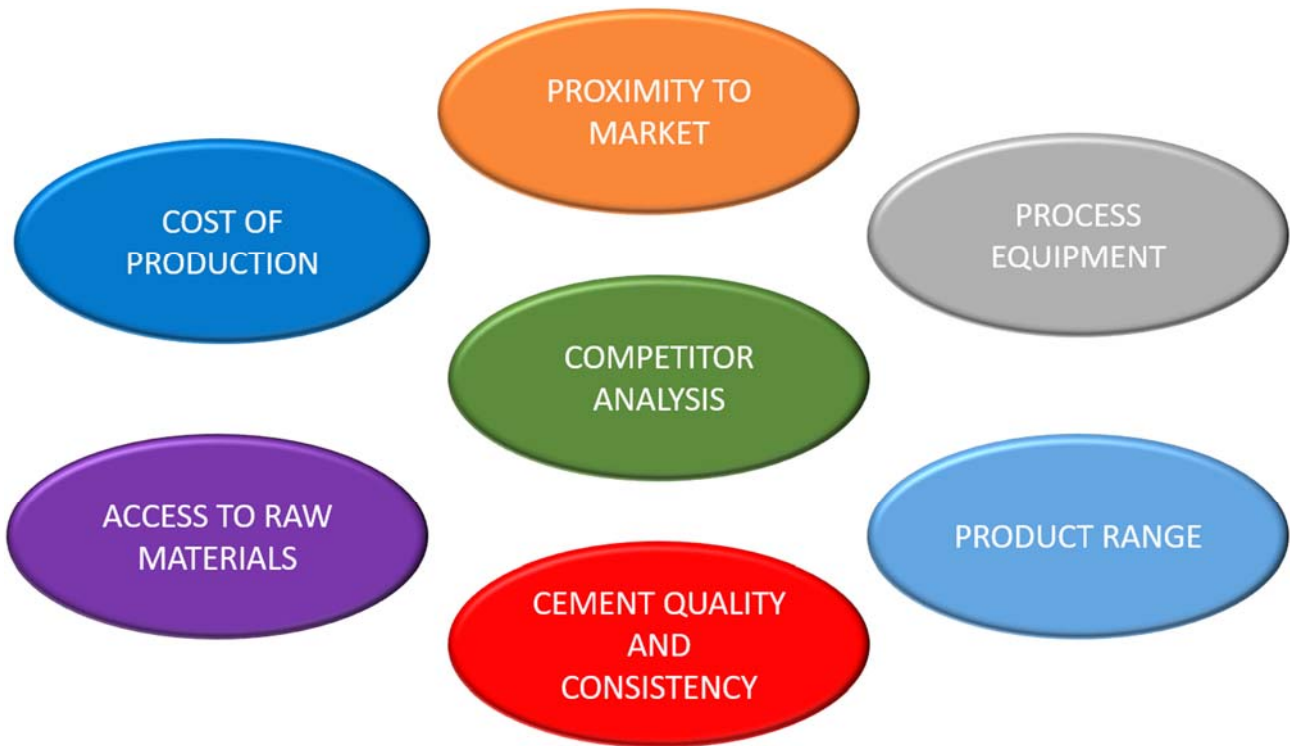 PROXIMITY TO
MARKET
COST OF
PRODUCTION
PROCESS
EQUIPMENT
COMPETITOR
ANALYSIS
ACCESS TO RAW
MATERIALS
PRODUCT RANGE
CEMENT QUALITY
AND
CONSISTENCY